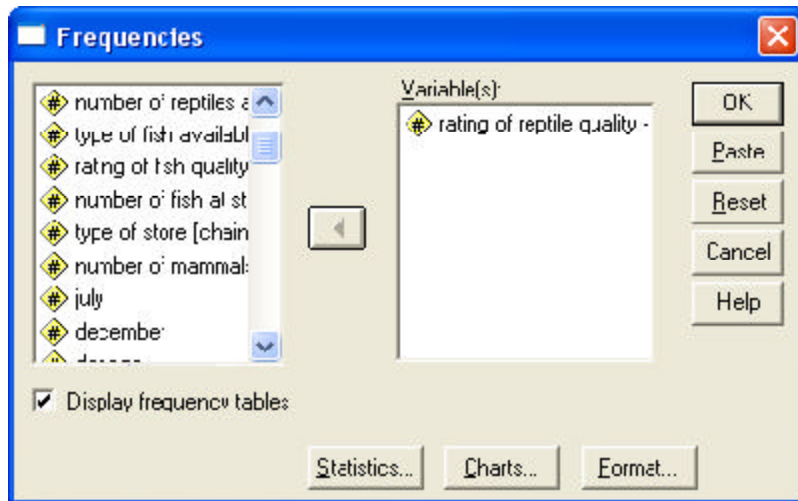 Frequencies
number of reptiles a
type of fish availabl
rating of fish quality
number of fish at st
type of store [chain
number of mammals
july
december
Display frequency tables
Variable(s):
rating of reptile quality -
OK
Paste
Reset
Cancel
Help
Statistics...
Charts...
Format...